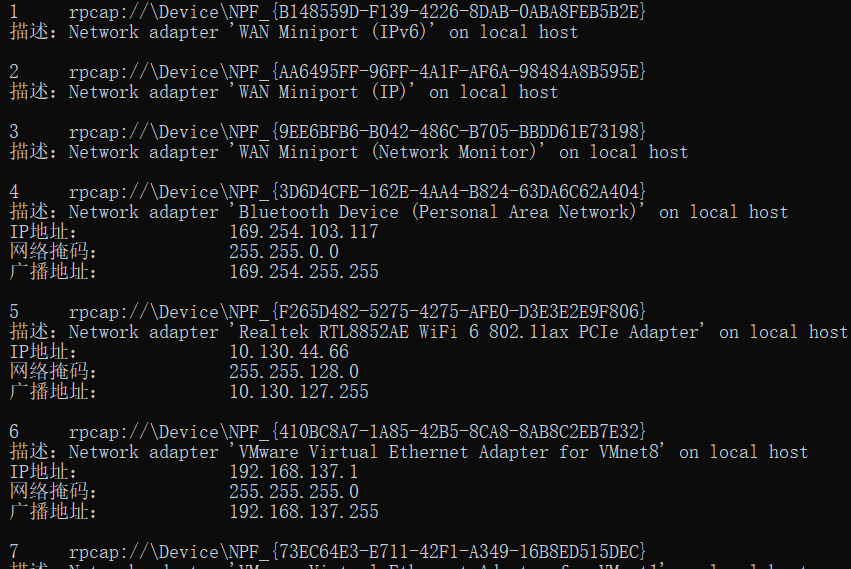 1 rpcap://\Device\NPF_{B148559D-F139-4226-8DAB-0ABA8FEB5B2E}
描述：Network adapter 'WAN Miniport (IPv6)' on local host
2 rpcap://\Device\NPF_{AA6495FF-96FF-4A1F-AF6A-98484A8B595E}
描述：Network adapter 'WAN Miniport (IP)' on local host
3 rpcap://\Device\NPF_{9EE6BFB6-B042-486C-B705-BBDD61E73198}
描述：Network adapter 'WAN Miniport (Network Monitor)' on local host
4 rpcap://\Device\NPF_{3D6D4CFE-162E-4AA4-B824-63DA6C62A404}
描述：Network adapter 'Bluetooth Device (Personal Area Network)' on local host
IP地址： 169.254.103.117
网络掩码： 255.255.0.0
广播地址： 169.254.255.255
5 rpcap://\Device\NPF_{F265D482-5275-4275-AFE0-D3E3E2E9F806}
描述：Network adapter 'Realtek RTL8852AE WiFi 6 802.11ax PCIe Adapter' on local host
IP地址： 10.130.44.66
网络掩码： 255.255.128.0
广播地址： 10.130.127.255
6 rpcap://\Device\NPF_{410BC8A7-1A85-42B5-8CA8-8AB8C2EB7E32}
描述：Network adapter 'VMware Virtual Ethernet Adapter for VMnet8' on local host
IP地址： 192.168.137.1
网络掩码： 255.255.255.0
广播地址： 192.168.137.255
7 rpcap://\Device\NPF_{73EC64E3-E711-42F1-A349-16B8ED515DEC}